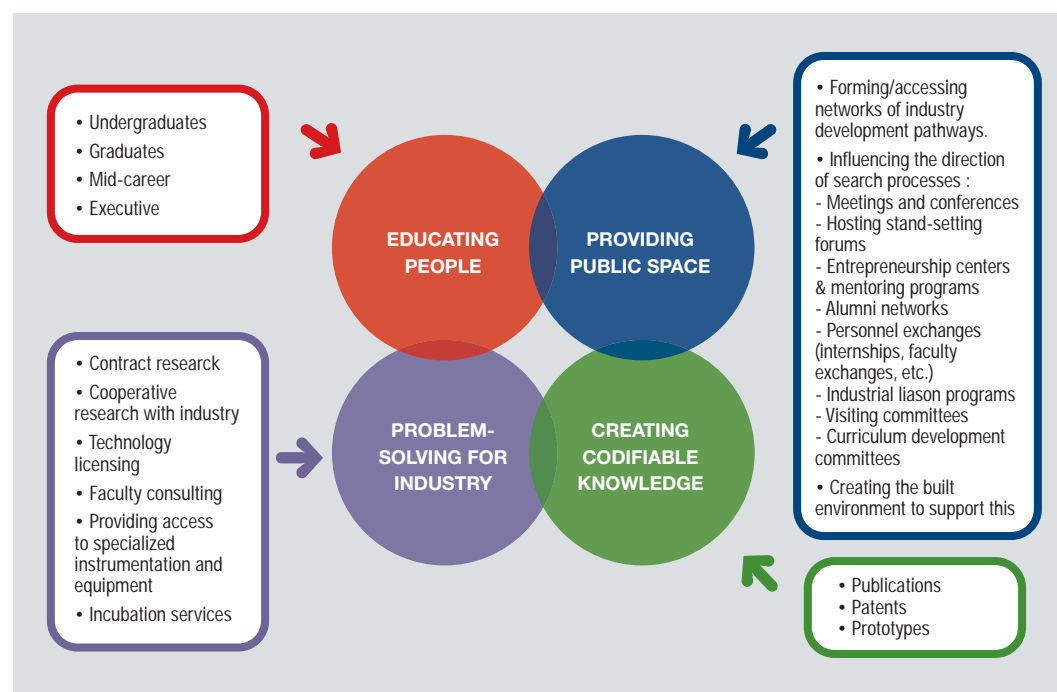 • Undergraduates
• Graduates
• Mid-career
• Executive
EDUCATING
PEOPLE
PROVIDING
PUBLIC SPACE
• Forming/accessing
networks of industry
development pathways.
• Influencing the direction
of search processes :
- Meetings and conferences
- Hosting stand-setting
forums
- Entrepreneurship centers
& mentoring programs
- Alumni networks
- Personnel exchanges
(internships, faculty
exchanges, etc.)
- Industrial liason programs
- Visiting committees
- Curriculum development
committees
• Creating the built
environment to support this
• Contract researck
• Cooperative
research with industry
• Technology
licensing
• Faculty consulting
• Providing access
to specialized
instrumentation and
equipment
• Incubation services
PROBLEM-
SOLVING FOR
INDUSTRY
CREATING
CODIFIABLE
KNOWLEDGE
• Publications
• Patents
• Prototypes